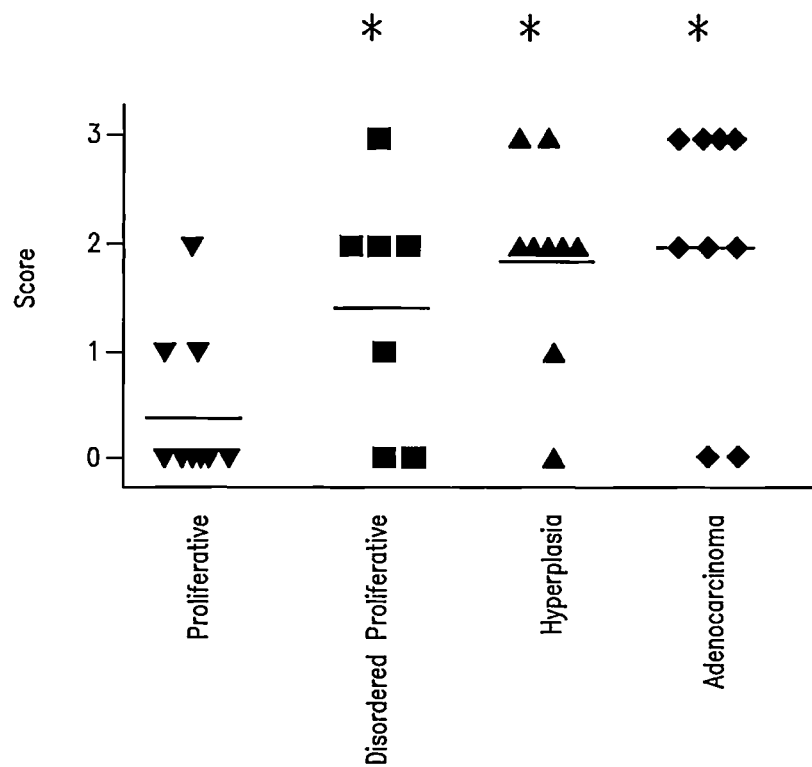 * * *
3
2
1
0
Score
Proliferative
Disordered Proliferative
Hyperplasia
Adenocarcinoma